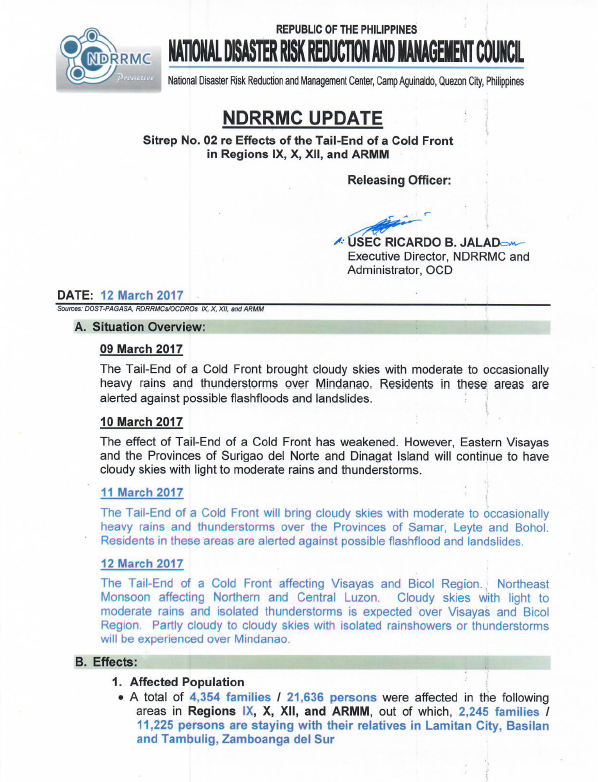 REPUBLIC OF THE PHILIPPINES
NDRRMC
Proactive
NATIONAL DISASTER RISK REDUCTION AND MANAGEMENT COUNCIL
National Disaster Risk Reduction and Management Center, Camp Aguinaldo, Quezon City, Philippines
NDRRMC UPDATE
Sitrep No. 02 re Effects of the Tail-End of a Cold Front
in Regions IX, X, XII, and ARMM
Releasing Officer:
USEC RICARDO B. JALAD
Executive Director, NDRRMC and
Administrator, OCD
DATE: 12 March 2017
Sources: DOST-PAGASA, RDRRMCs/OCDROs IX, X, XII, and ARMM
A. Situation Overview:
09 March 2017
The Tail-End of a Cold Front brought cloudy skies with moderate to occasionally
heavy rains and thunderstorms over Mindanao. Residents in these areas are
alerted against possible flashfloods and landslides.
10 March 2017
The effect of Tail-End of a Cold Front has weakened. However, Eastern Visayas
and the Provinces of Surigao del Norte and Dinagat Island will continue to have
cloudy skies with light to moderate rains and thunderstorms.
11 March 2017
The Tail-End of a Cold Front will bring cloudy skies with moderate to occasionally
heavy rains and thunderstorms over the Provinces of Samar, Leyte and Bohol.
Residents in these areas are alerted against possible flashflood and landslides.
12 March 2017
The Tail-End of a Cold Front affecting Visayas and Bicol Region. Northeast
Monsoon affecting Northern and Central Luzon. Cloudy skies with light to
moderate rains and isolated thunderstorms is expected over Visayas and Bicol
Region. Partly cloudy to cloudy skies with isolated rainshowers or thunderstorms
will be experienced over Mindanao.
B. Effects:
1. Affected Population
• A total of 4,354 families / 21,636 persons were affected in the following
areas in Regions IX, X, XII, and ARMM, out of which, 2,245 families /
11,225 persons are staying with their relatives in Lamitan City, Basilan
and Tambulig, Zamboanga del Sur